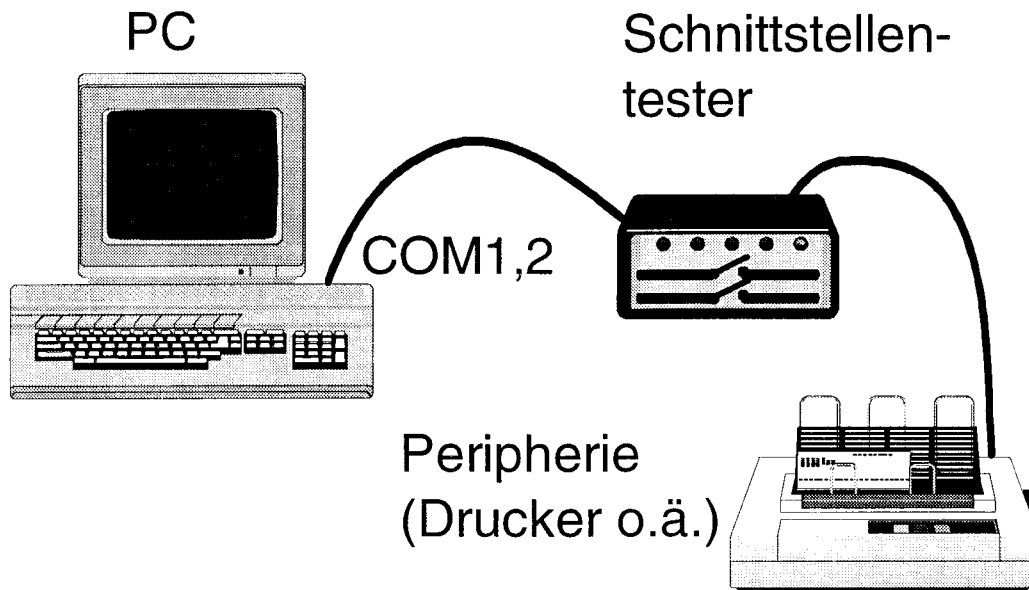 PC
Schnittstellen-
tester
COM1,2
Peripherie
(Drucker o.ä.)